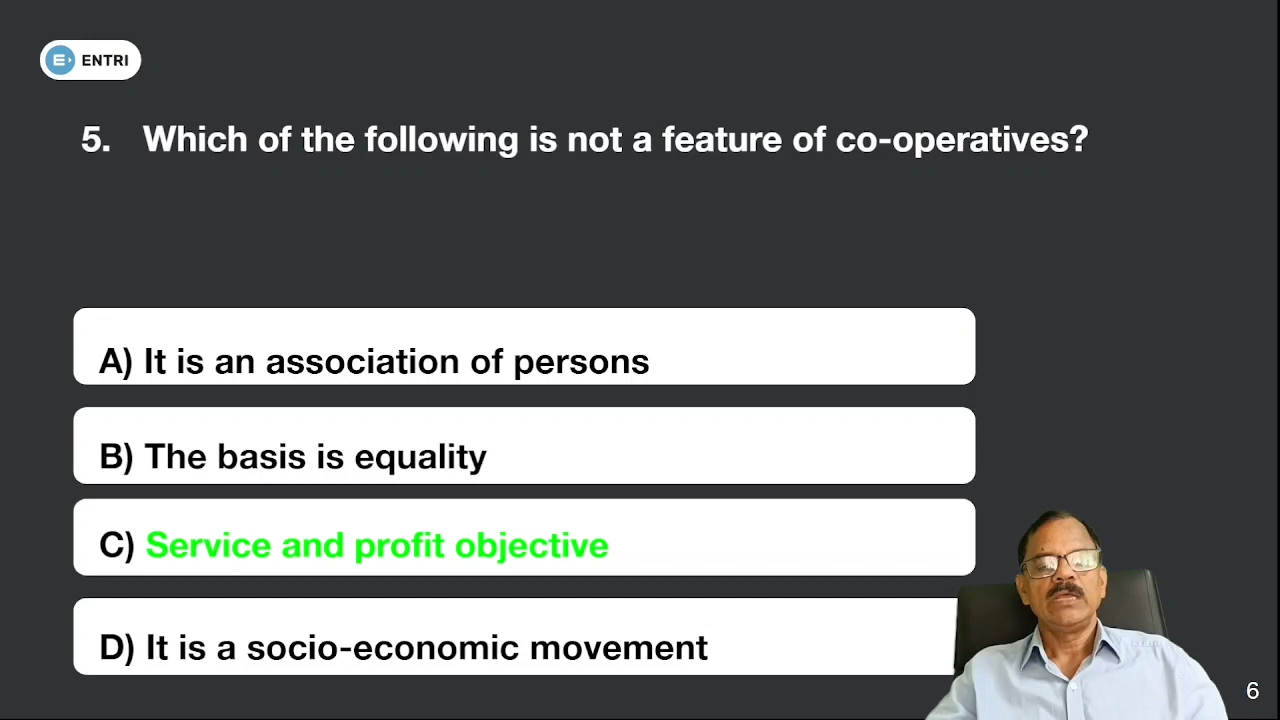 ENTRI
5. Which of the following is not a feature of co-operatives?
A) It is an association of persons
B) The basis is equality
C) Service and profit objective
D) It is a socio-economic movement
6